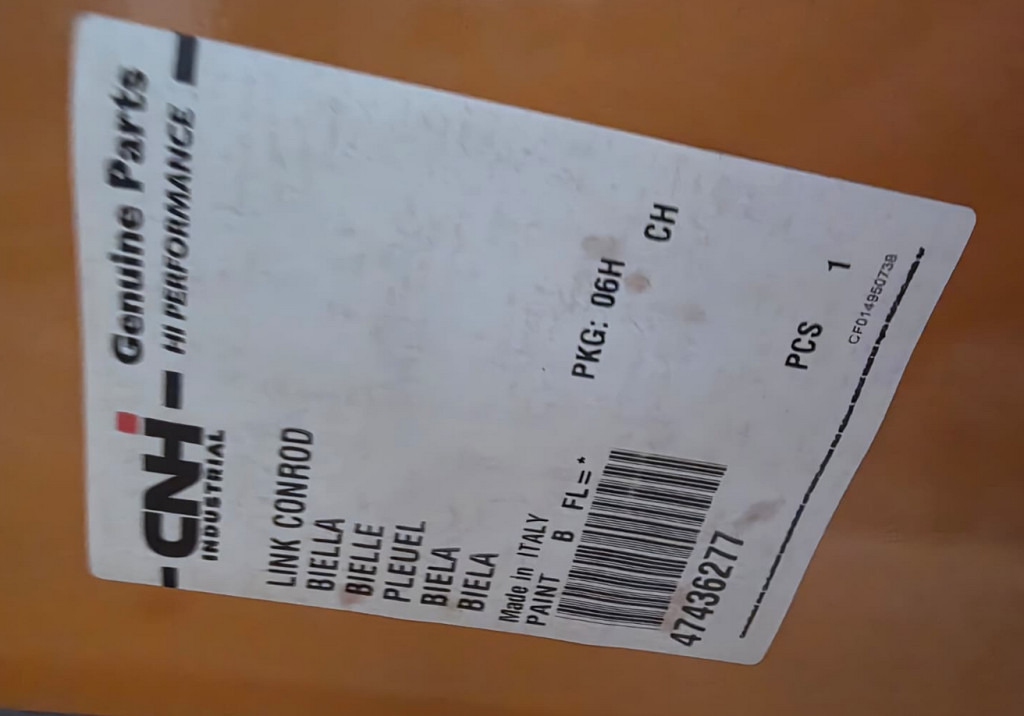 CNH
INDUSTRIAL
Genuine Parts
HI PERFORMANCE
LINK CONROD
BIELLA
BIELLE
PLEUEL
BIELA
BIELA
Made in ITALY
PAINT B FL=*
PKG: 06H
CH
47436277
PCS 1
CF014950738